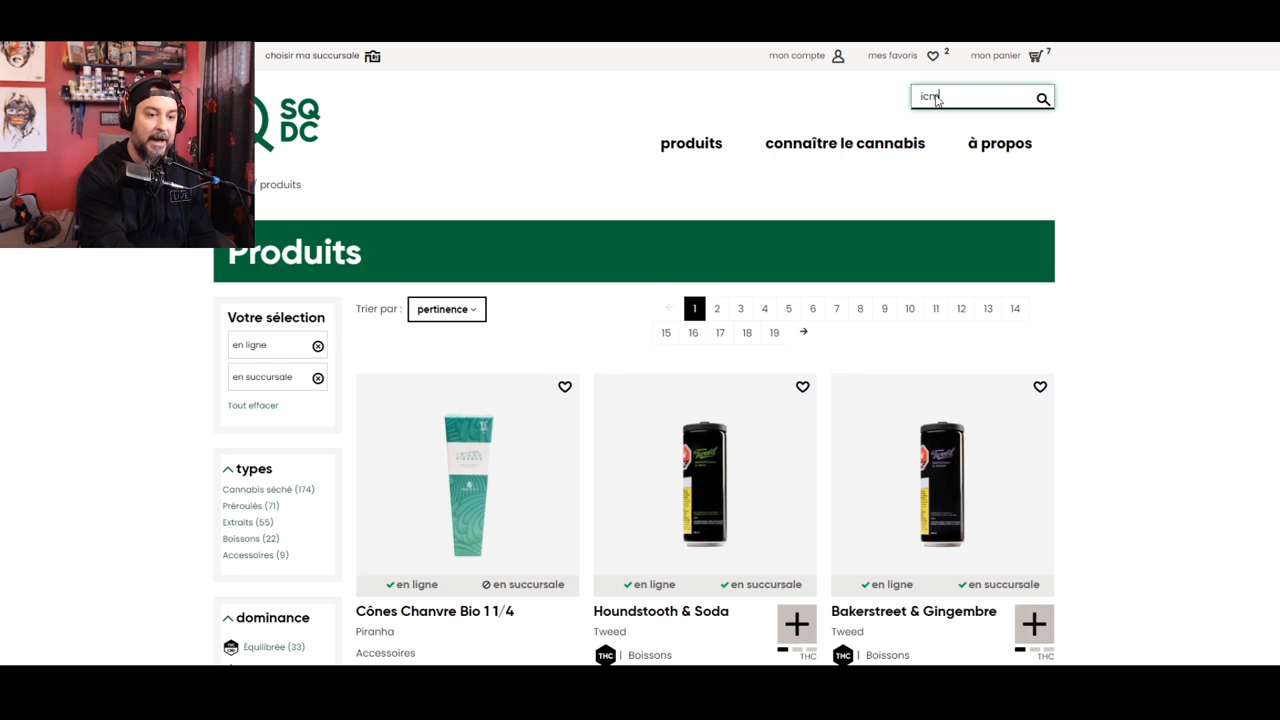 choisir ma succursale
mon compte
mes favoris 2
mon panier 7
SQ
DC
produits
connaître le cannabis
à propos
/ produits
Produits
Votre sélection
en ligne
en succursale
Tout effacer
Trier par : pertinence
1 2 3 4 5 6 7 8 9 10 11 12 13 14
15 16 17 18 19
types
Cannabis séché (174)
Préroulés (71)
Extraits (55)
Boissons (22)
Accessoires (9)
dominance
THC CBD Équilibrée (33)
en ligne en succursale
Cônes Chanvre Bio 1 1/4
Piranha
Accessoires
en ligne en succursale
Houndstooth & Soda
Tweed
THC | Boissons
THC
en ligne en succursale
Bakerstreet & Gingembre
Tweed
THC | Boissons
THC